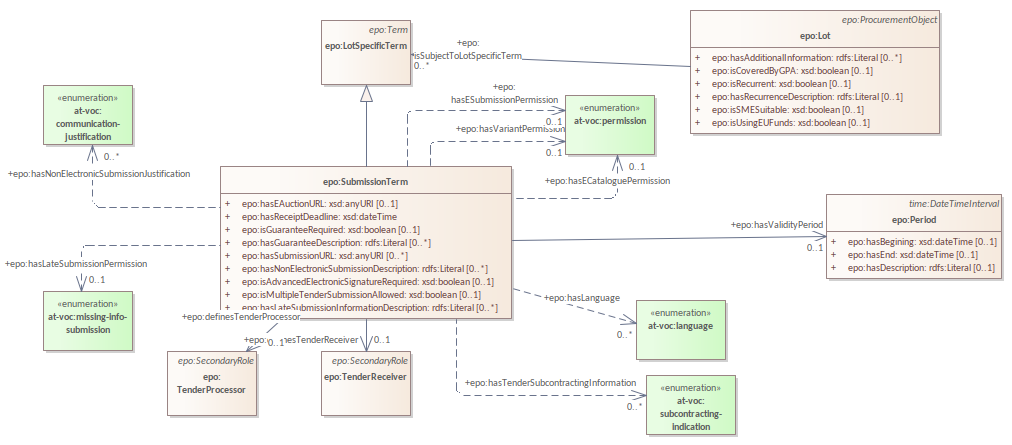 epo:Term
epo:LotSpecificTerm
+epo:
isSubjectToLotSpecificTerm
0..*
epo:ProcurementObject
epo:Lot
+ epo:hasAdditionalInformation: rdfs:Literal [0..*]
+ epo:isCoveredByGPA: xsd:boolean [0..1]
+ epo:isRecurrent: xsd:boolean [0..1]
+ epo:hasRecurrenceDescription: rdfs:Literal [0..1]
+ epo:isSMESuitable: xsd:boolean [0..1]
+ epo:isUsingEUFunds: xsd:boolean [0..1]
«enumeration»
at-voc:
communication-
justification
0..*
+epo:hasNonElectronicSubmissionJustification
+epo:
hasESubmissionPermission
0..1
+epo:hasVariantPermission
0..1
«enumeration»
at-voc:permission
0..1
+epo:hasECataloguePermission
epo:SubmissionTerm
+ epo:hasEAuctionURL: xsd:anyURI [0..1]
+ epo:hasReceiptDeadline: xsd:dateTime
+ epo:isGuaranteeRequired: xsd:boolean [0..1]
+ epo:hasGuaranteeDescription: rdfs:Literal [0..*]
+ epo:hasSubmissionURL: xsd:anyURI [0..*]
+ epo:hasNonElectronicSubmissionDescription: rdfs:Literal [0..*]
+ epo:isAdvancedElectronicSignatureRequired: xsd:boolean [0..1]
+ epo:isMultipleTenderSubmissionAllowed: xsd:boolean [0..1]
+ epo:hasLateSubmissionInformationDescription: rdfs:Literal [0..*]
+epo:hasValidityPeriod
0..1
time:DateTimeInterval
epo:Period
+ epo:hasBegining: xsd:dateTime [0..1]
+ epo:hasEnd: xsd:dateTime [0..1]
+ epo:hasDescription: rdfs:Literal [0..1]
+epo:hasLateSubmissionPermission
0..1
«enumeration»
at-voc:missing-info-
submission
+epo:definesTenderProcessor
0..1
+epo: nesTenderReceiver
0..1
epo:SecondaryRole
epo:
TenderProcessor
epo:SecondaryRole
epo:TenderReceiver
+epo:hasLanguage
0..*
«enumeration»
at-voc:language
+epo:hasTenderSubcontractingInformation
0..*
«enumeration»
at-voc:
subcontracting-
indication